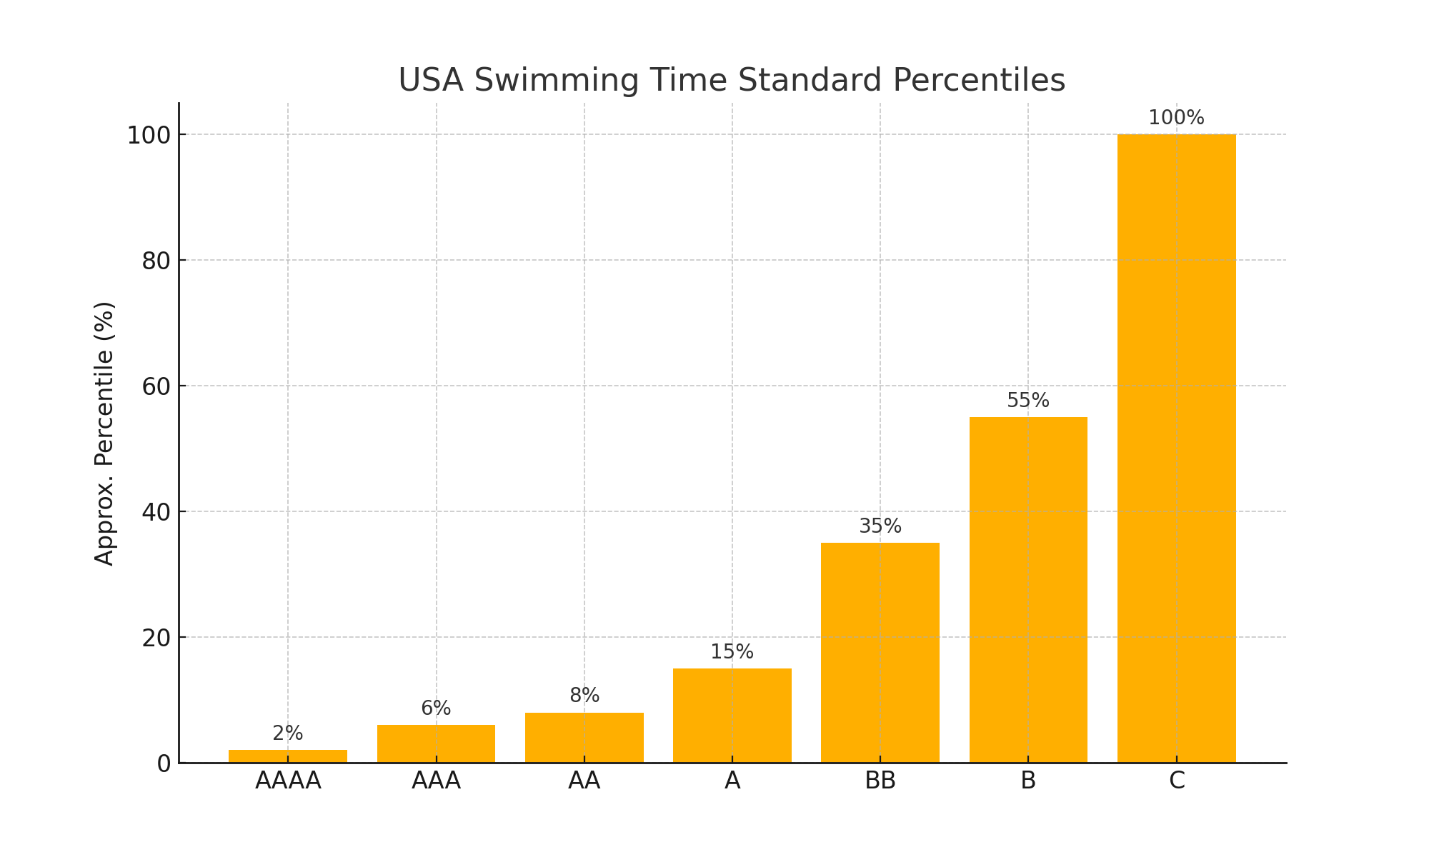 USA Swimming Time Standard Percentiles
Approx. Percentile (%)
100
80
60
40
20
0
2%
6%
8%
15%
35%
55%
100%
AAAA
AAA
AA
A
BB
B
C